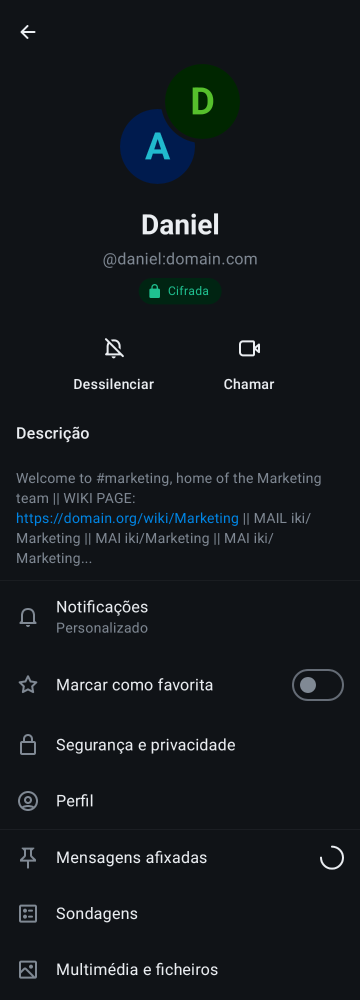 D
A
Daniel
@daniel:domain.com
Cifrada
Dessilenciar
Chamar
Descrição
Welcome to #marketing, home of the Marketing
team || WIKI PAGE:
https://domain.org/wiki/Marketing || MAIL iki/
Marketing || MAI iki/Marketing || MAI iki/
Marketing...
Notificações
Personalizado
Marcar como favorita
Segurança e privacidade
Perfil
Mensagens afixadas
Sondagens
Multimédia e ficheiros